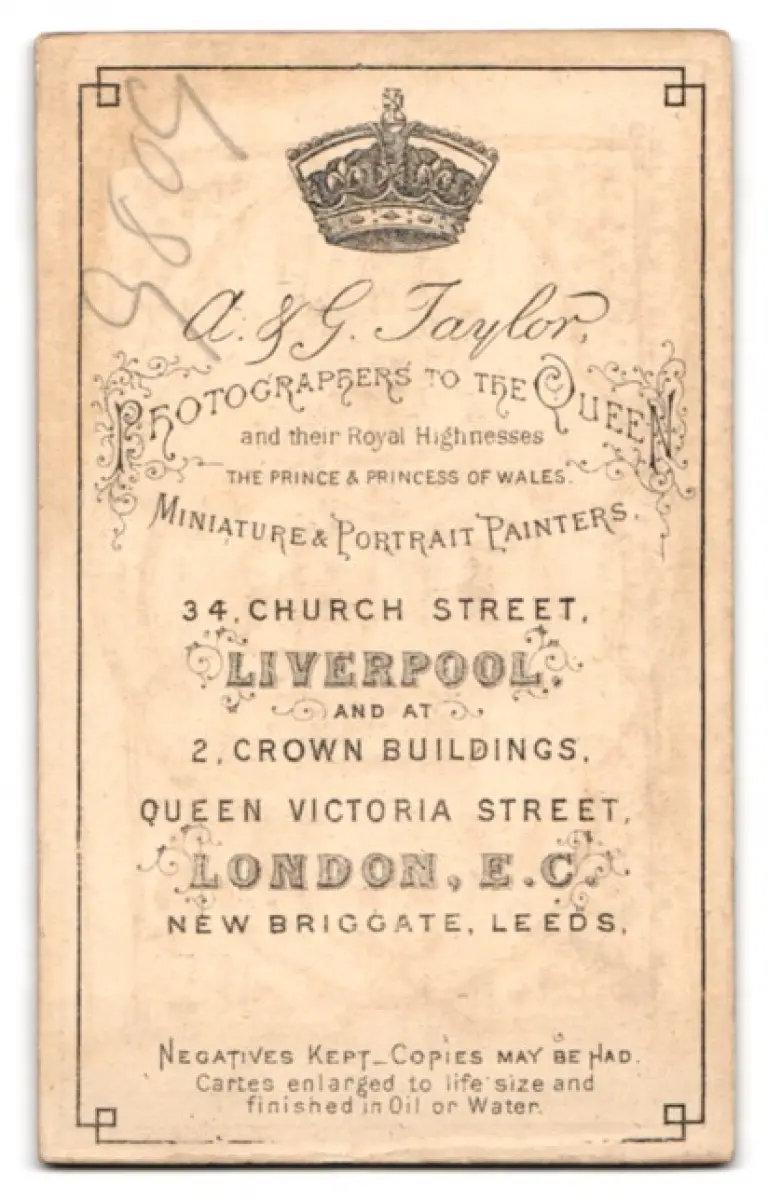 A. & G. Taylor,
PHOTOGRAPHERS TO THE QUEEN
and their Royal Highnesses
THE PRINCE & PRINCESS OF WALES.
MINIATURE & PORTRAIT PAINTERS.
34, CHURCH STREET,
LIVERPOOL.
AND AT
2, CROWN BUILDINGS,
QUEEN VICTORIA STREET,
LONDON, E.C.
NEW BRIGGATE, LEEDS,
NEGATIVES KEPT_COPIES MAY BE HAD.
Cartes enlarged to life size and
finished in Oil or Water.